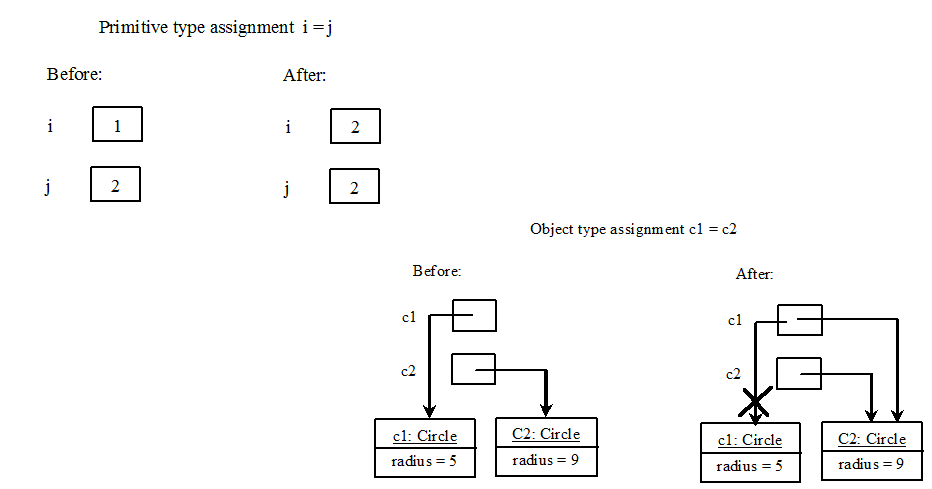 Primitive type assignment i = j
Before:
After:
i
1
i
2
j
2
j
2
Object type assignment c1 = c2
Before:
After:
c1
c2
c1: Circle
radius = 5
C2: Circle
radius = 9
c1
c2
c1: Circle
radius = 5
C2: Circle
radius = 9